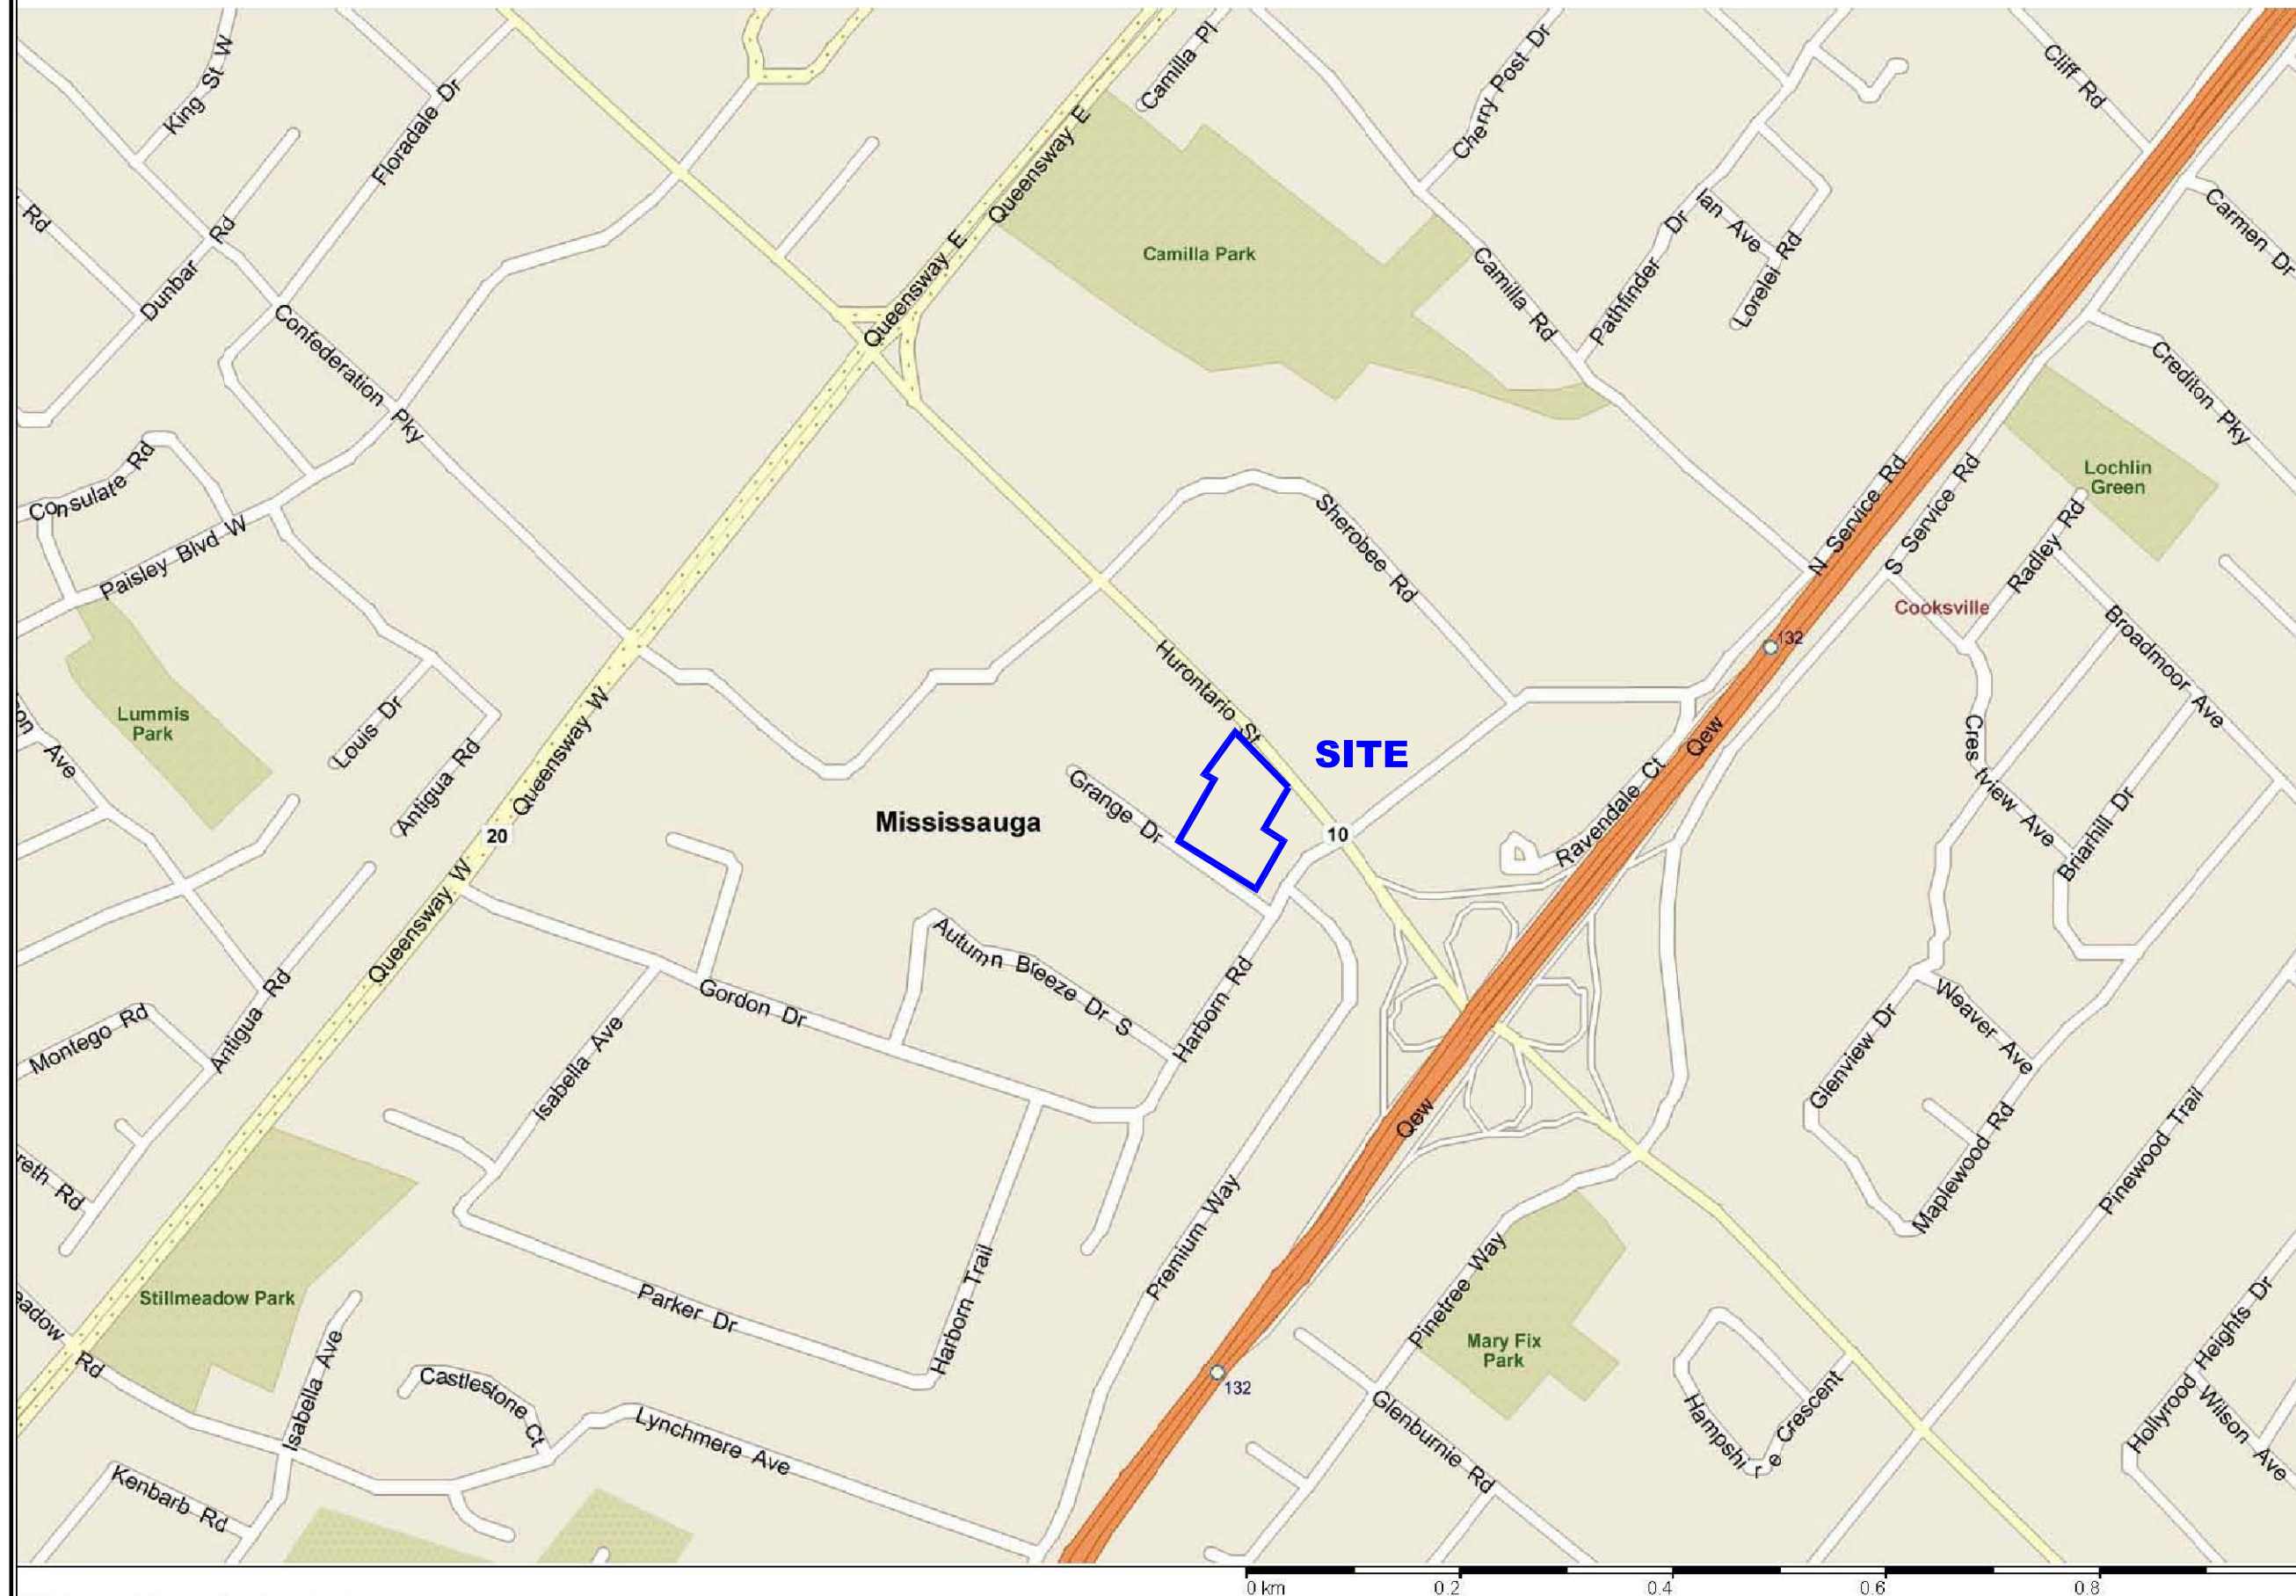 King St W
Floradale Dr
Camilla Pl
Cherry Post Dr
Cliff Rd
Rd
Dunbar Rd
Queensway E
Queensway E
Camilla Park
Ian Ave
Pathfinder Dr
Lorelei Rd
Carmen Dr
Confederation Pky
Camilla Rd
Crediton Pky
Consulate Rd
Paisley Blvd W
Sherobee Rd
N Service Rd
S Service Rd
Lochlin
Green
Radley Rd
Cooksville
Broadmoor Ave
132
Lummis
Park
Louis Dr
Antigua Rd
Queensway W
Hurontario St
SITE
Qew
Crestview Ave
on Ave
20
Mississauga
Grange Dr
10
Ravendale Ct
Briarhill Dr
Queensway W
Autumn Breeze Dr S
Harborn Rd
Gordon Dr
Montego Rd
Antigua Rd
Isabella Ave
Qew
Glenview Dr
Weaver Ave
Maplewood Rd
Pinewood Trail
reth Rd
Premium Way
Stillmeadow Park
Parker Dr
Harborn Trail
Pinetree Way
Mary Fix
Park
Hollyrood Heights Dr
eadow Rd
Isabella Ave
Castlestone Ct
132
Glenburnie Rd
Hampshire Crescent
Wilson Ave
Lynchmere Ave
Kenbarb Rd
0 km 0.2 0.4 0.6 0.8